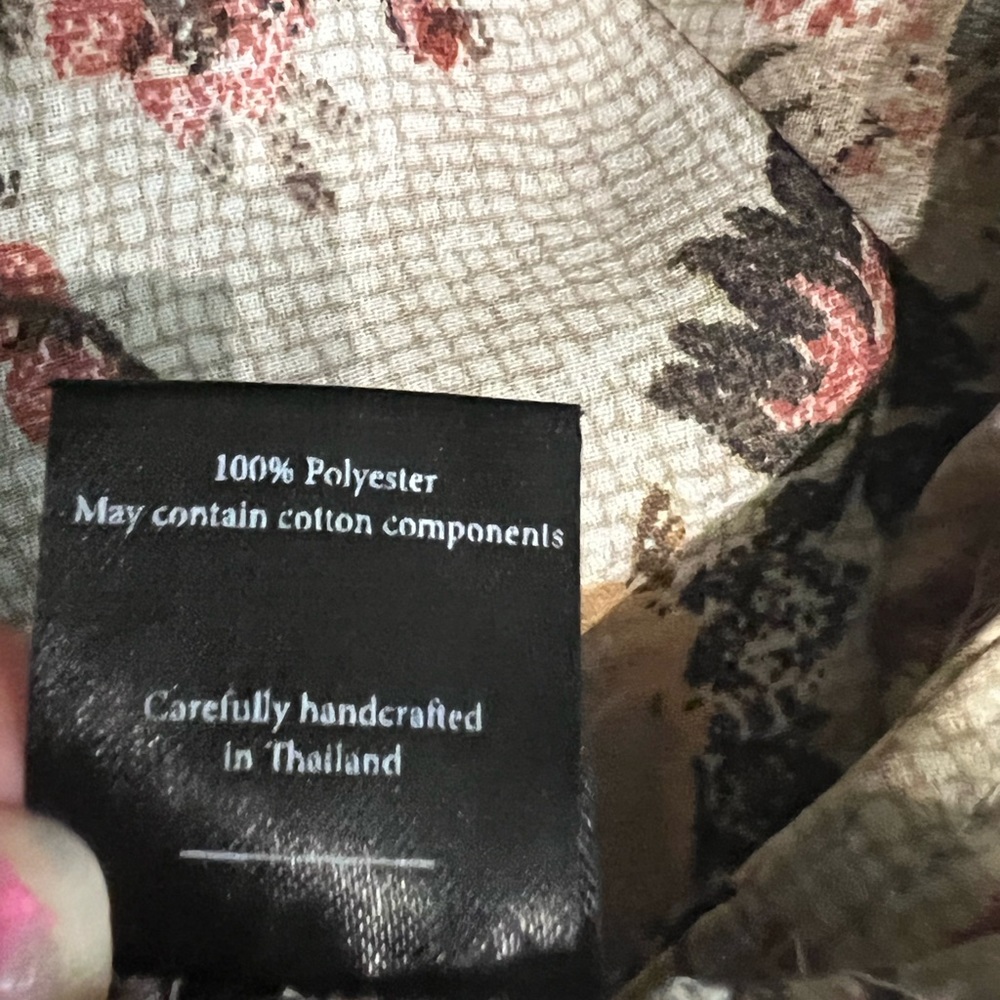 100% Polyester
May contain cotton components
Carefully handcrafted
in Thailand